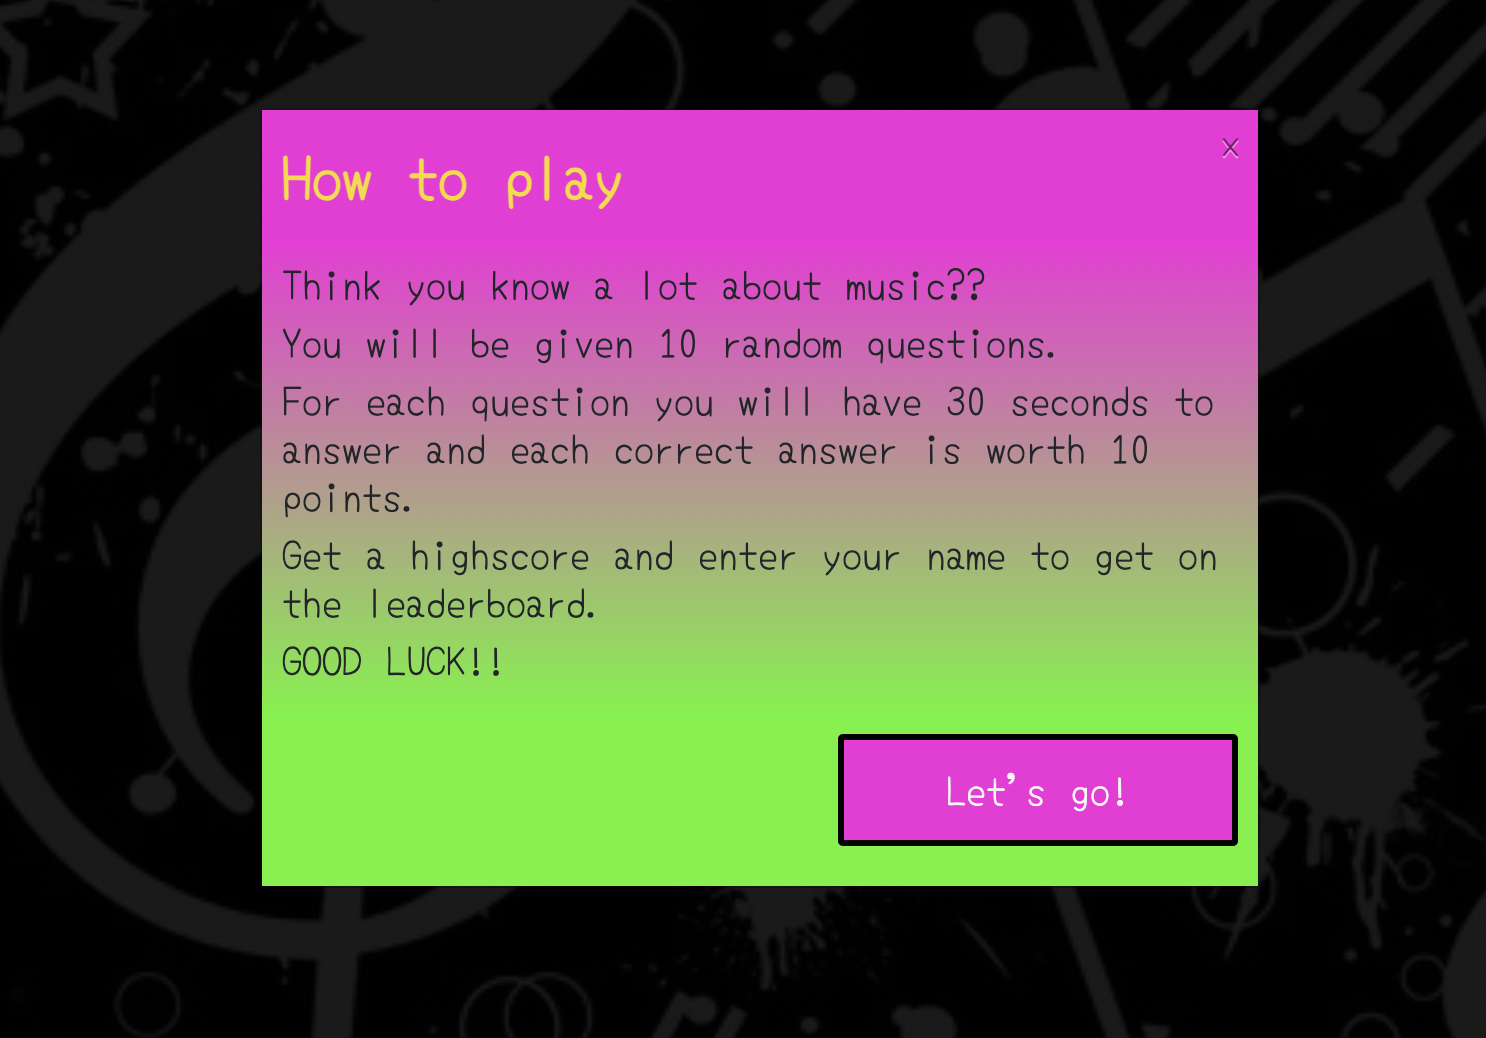 x
How to play
Think you know a lot about music??
You will be given 10 random questions.
For each question you will have 30 seconds to
answer and each correct answer is worth 10
points.
Get a highscore and enter your name to get on
the leaderboard.
GOOD LUCK!!
Let's go!